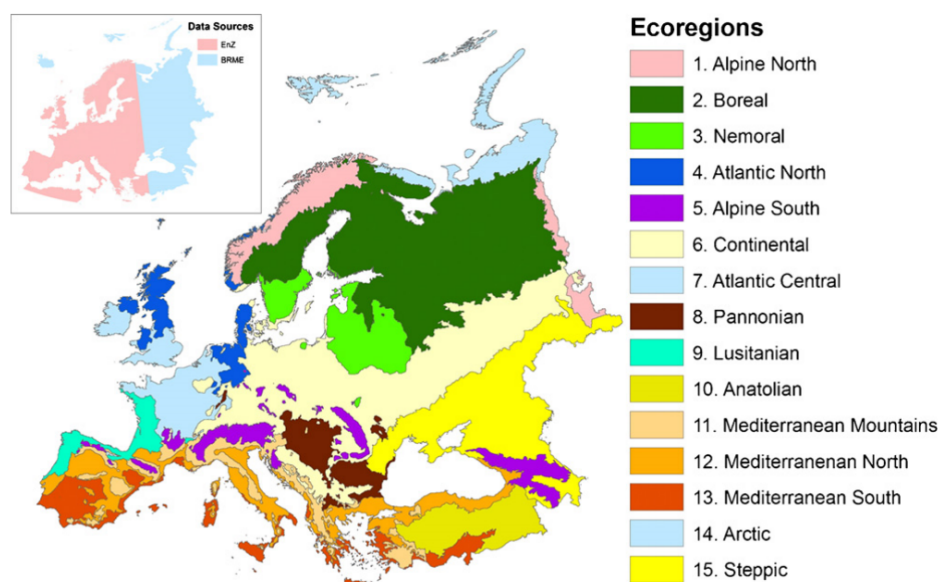 Data Sources
EnZ
BRME
Ecoregions
1. Alpine North
2. Boreal
3. Nemoral
4. Atlantic North
5. Alpine South
6. Continental
7. Atlantic Central
8. Pannonian
9. Lusitanian
10. Anatolian
11. Mediterranean Mountains
12. Mediterranenan North
13. Mediterranean South
14. Arctic
15. Steppic